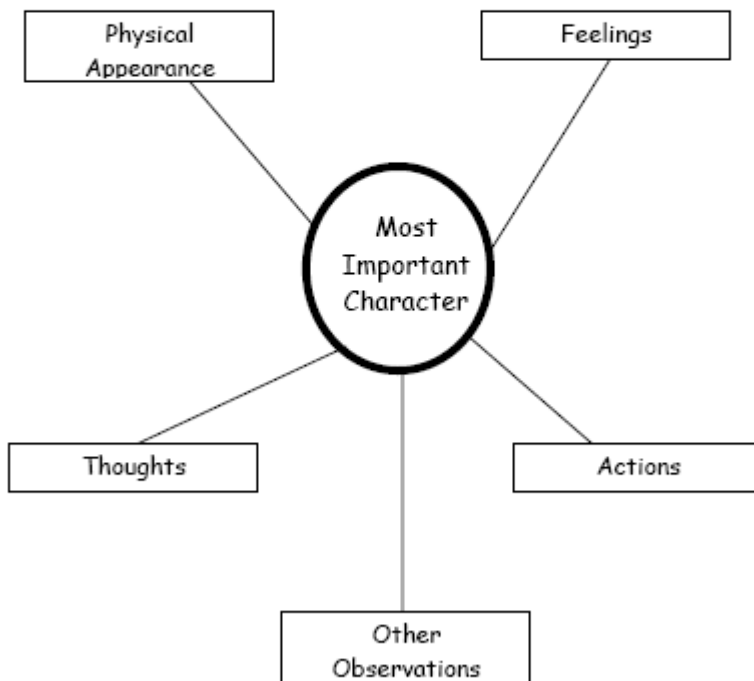 Physical
Appearance
Feelings
Most
Important
Character
Thoughts
Actions
Other
Observations